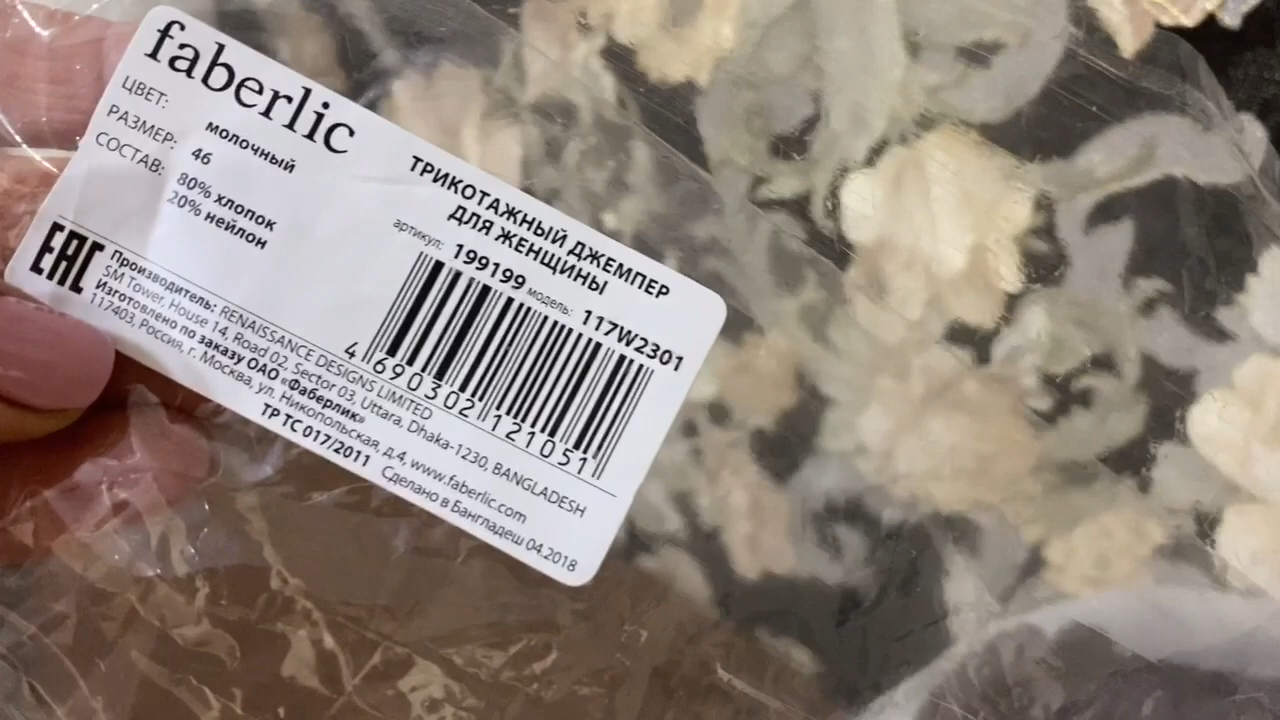 faberlic
ЦВЕТ: молочный
РАЗМЕР: 46
СОСТАВ: 80% хлопок
20% нейлон
ТРИКОТАЖНЫЙ ДЖЕМПЕР
ДЛЯ ЖЕНЩИНЫ
артикул: 199199 модель: 117W2301
4 690302 121051
EAC
Производитель: RENAISSANCE DESIGNS LIMITED
SM Tower, House 14, Road 02, Sector 03, Uttara, Dhaka-1230, BANGLADESH
Изготовлено по заказу ОАО «Фаберлик»
117403, Россия, г. Москва, ул. Никопольская, д.4, www.faberlic.com
ТР ТС 017/2011 Сделано в Бангладеш 04.2018